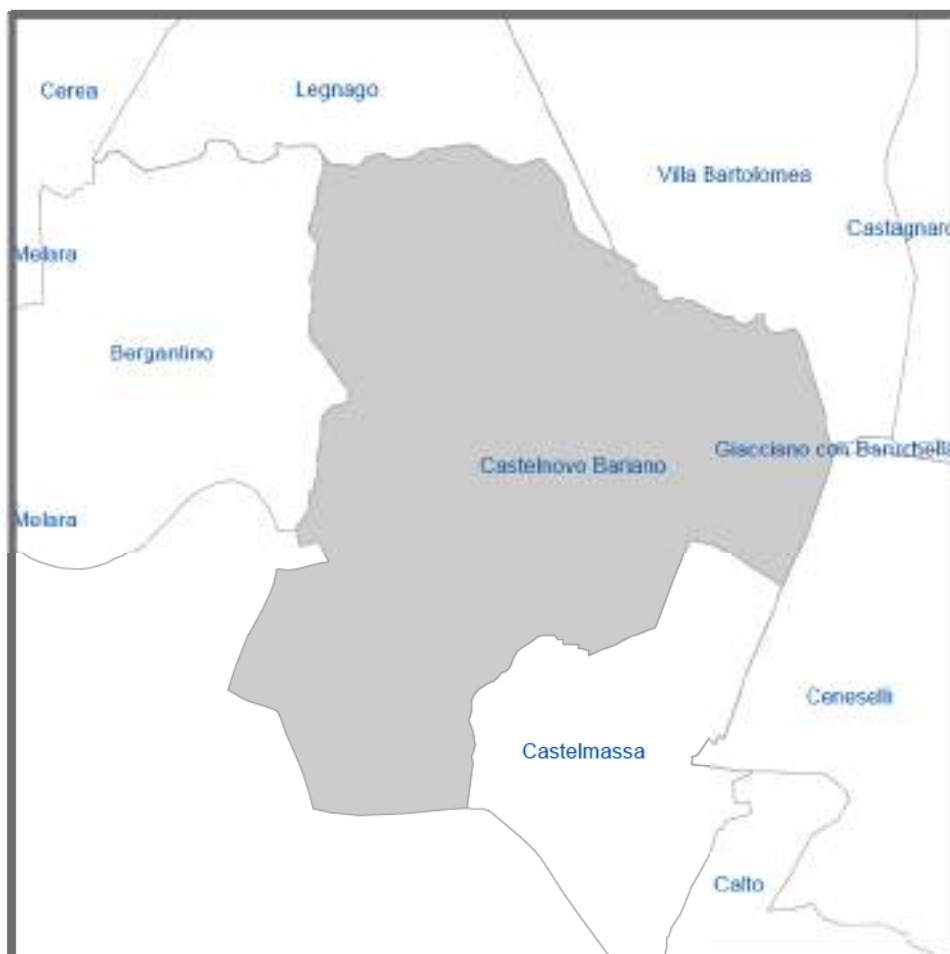 Cerea
Legnago
Villa Bartolomea
Castagnaro
Melara
Bergantino
Giacciano con Baruchella
Castelnovo Bariano
Melara
Ceneselli
Castelmassa
Calto